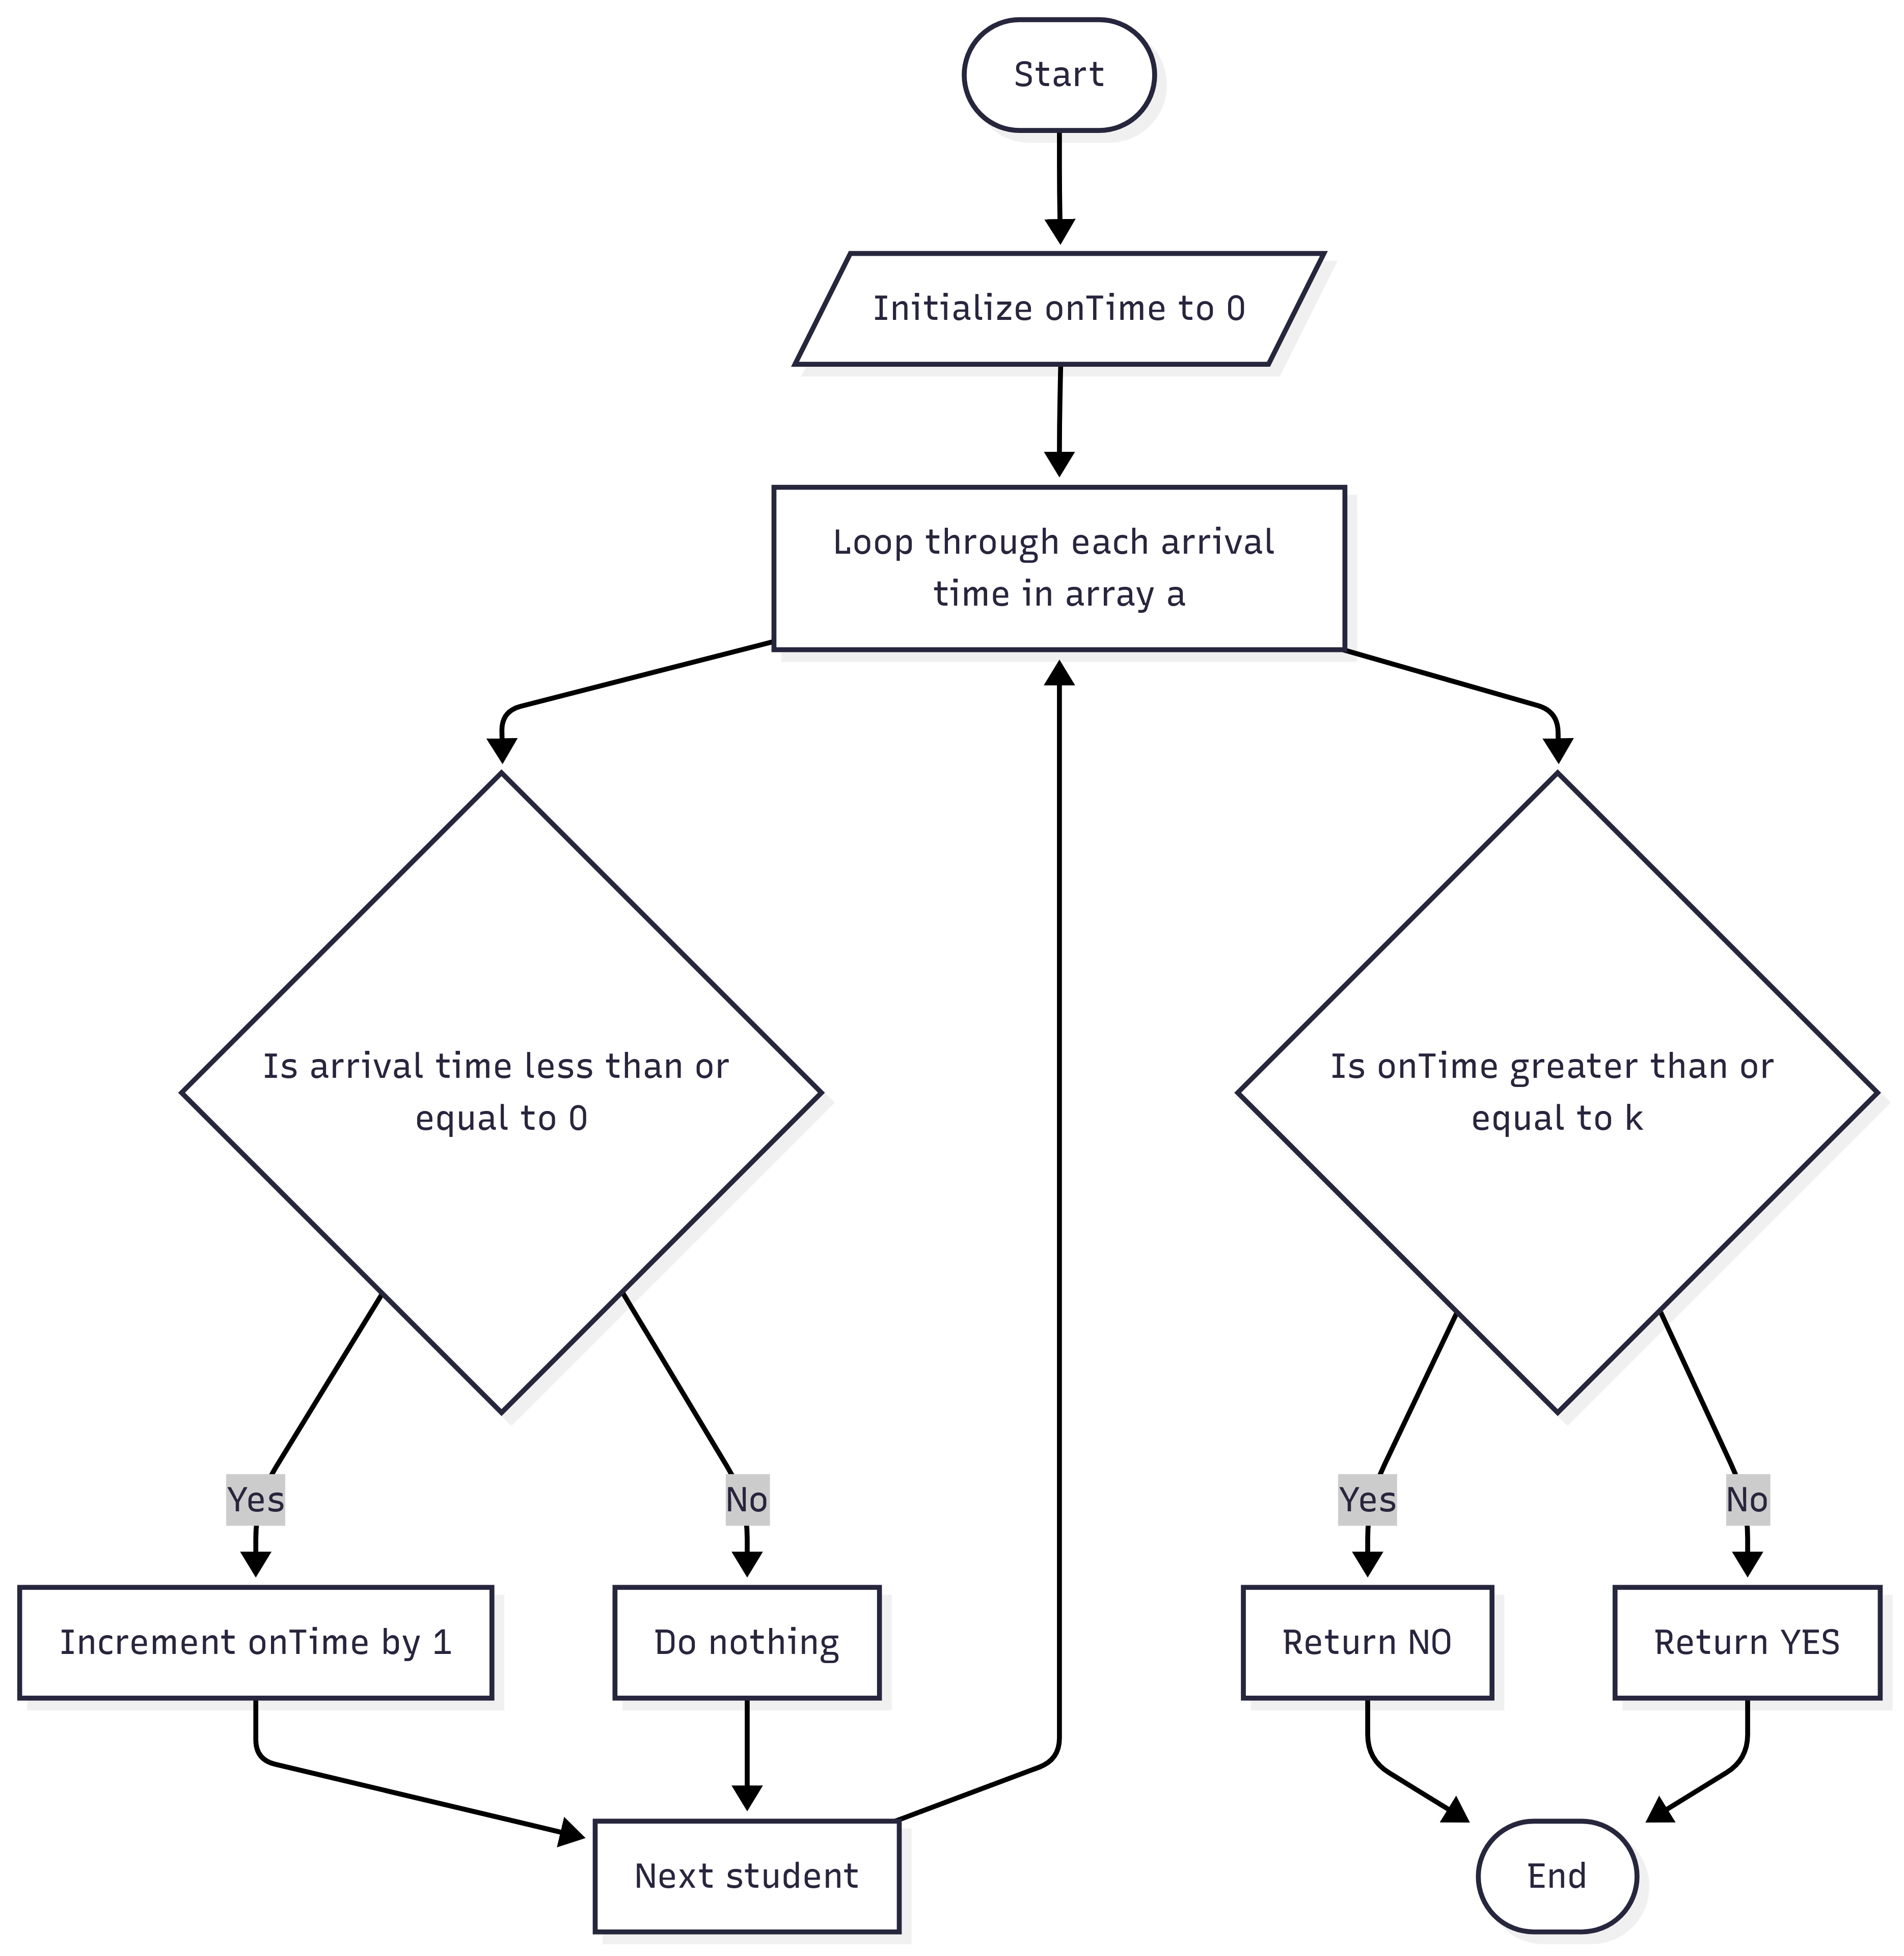 Start
Initialize onTime to 0
Loop through each arrival
time in array a
Is arrival time less than or
equal to 0
Is onTime greater than or
equal to k
Yes
No
Yes
No
Increment onTime by 1
Do nothing
Return NO
Return YES
Next student
End